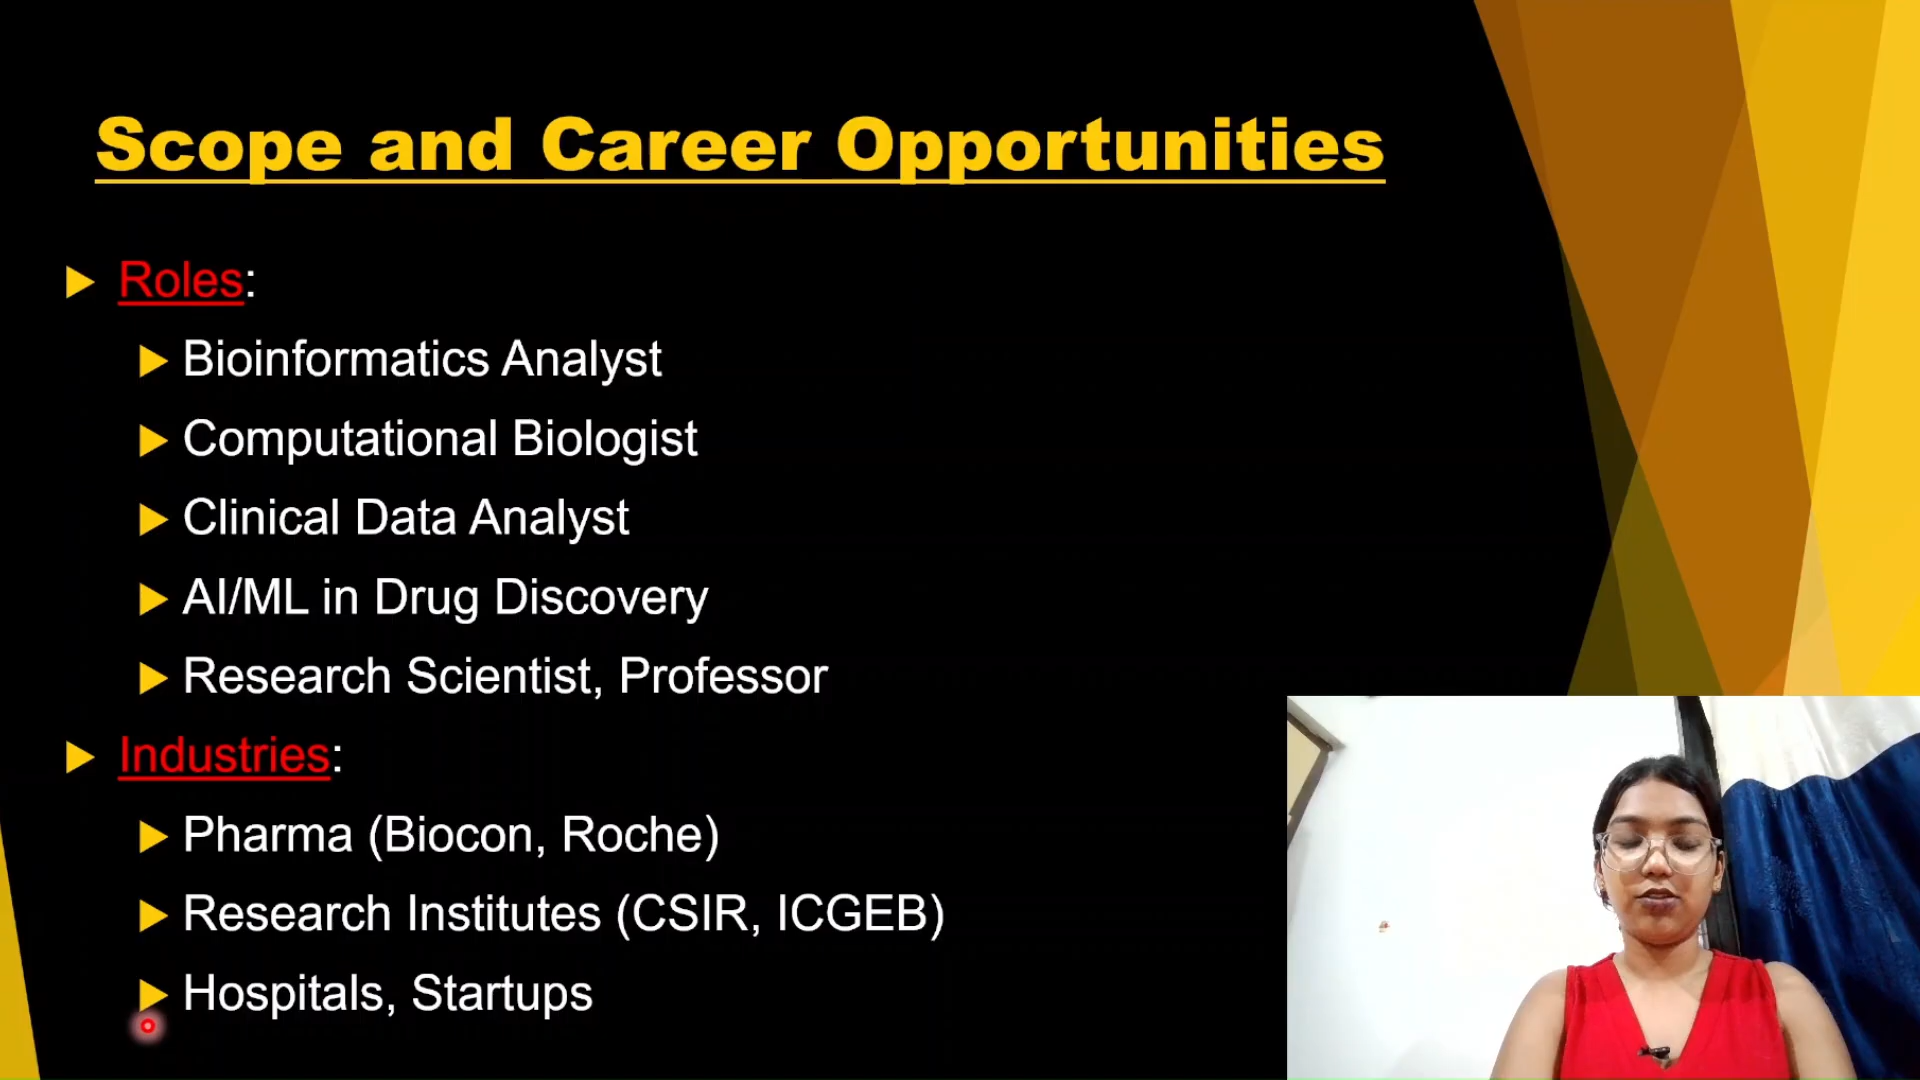 Scope and Career Opportunities
Roles:
Bioinformatics Analyst
Computational Biologist
Clinical Data Analyst
AI/ML in Drug Discovery
Research Scientist, Professor
Industries:
Pharma (Biocon, Roche)
Research Institutes (CSIR, ICGEB)
Hospitals, Startups